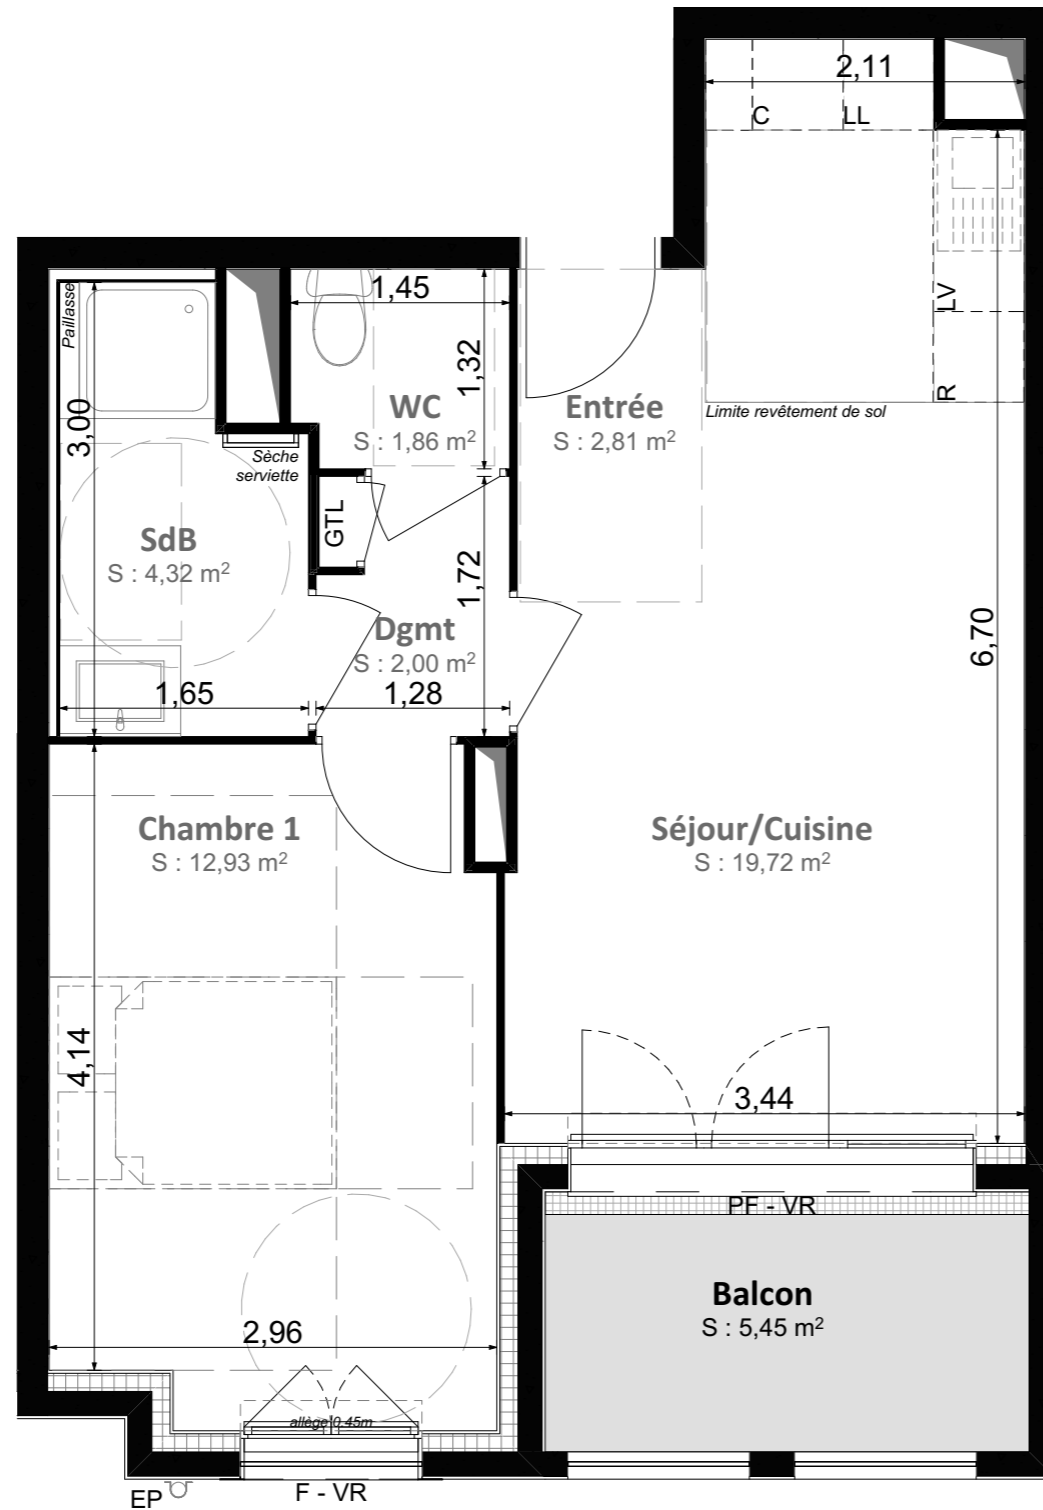 2,11
C
LL
Paillasse
1,45
1,32
3,00
LV
R
WC
S : 1,86 m²
Entrée
S : 2,81 m²
Limite revêtement de sol
Sèche
serviette
GTL
SdB
S : 4,32 m²
1,72
Dgmt
S : 2,00 m²
6,70
1,65
1,28
Chambre 1
S : 12,93 m²
Séjour/Cuisine
S : 19,72 m²
4,14
3,44
PF - VR
Balcon
S : 5,45 m²
2,96
allège 0.45m
EP
F - VR